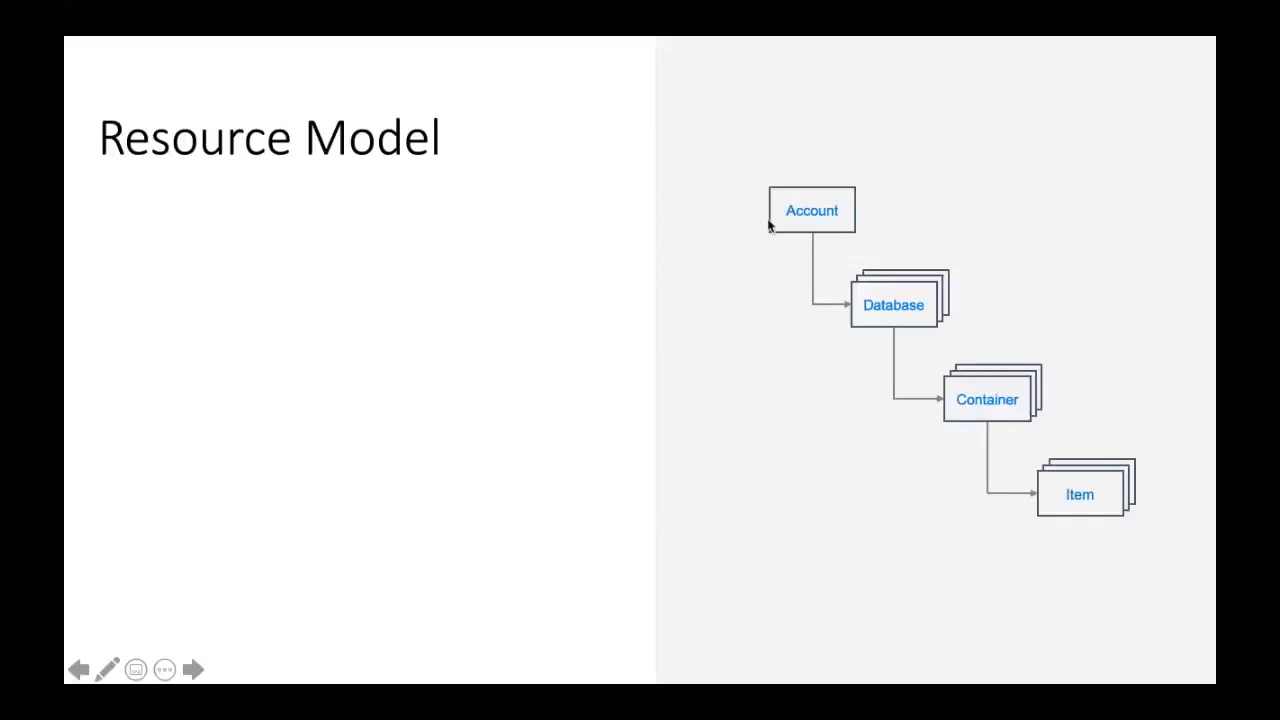 Resource Model
Account
Database
Container
Item